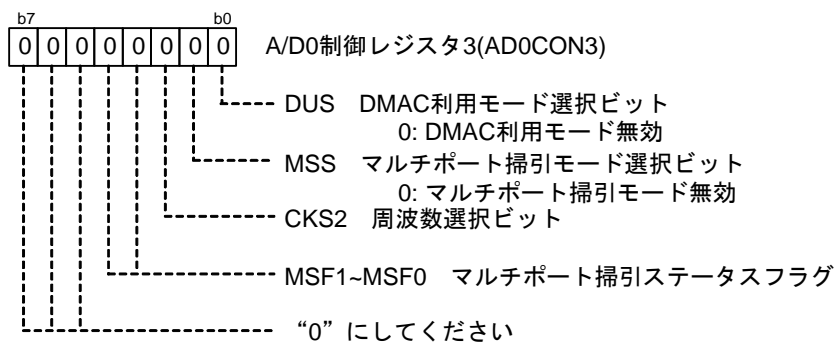 b7 b0
0 0 0 0 0 0 0 0 A/D0制御レジスタ3(AD0CON3)
DUS DMAC利用モード選択ビット
0: DMAC利用モード無効
MSS マルチポート掃引モード選択ビット
0: マルチポート掃引モード無効
CKS2 周波数選択ビット
MSF1~MSF0 マルチポート掃引ステータスフラグ
“0”にしてください